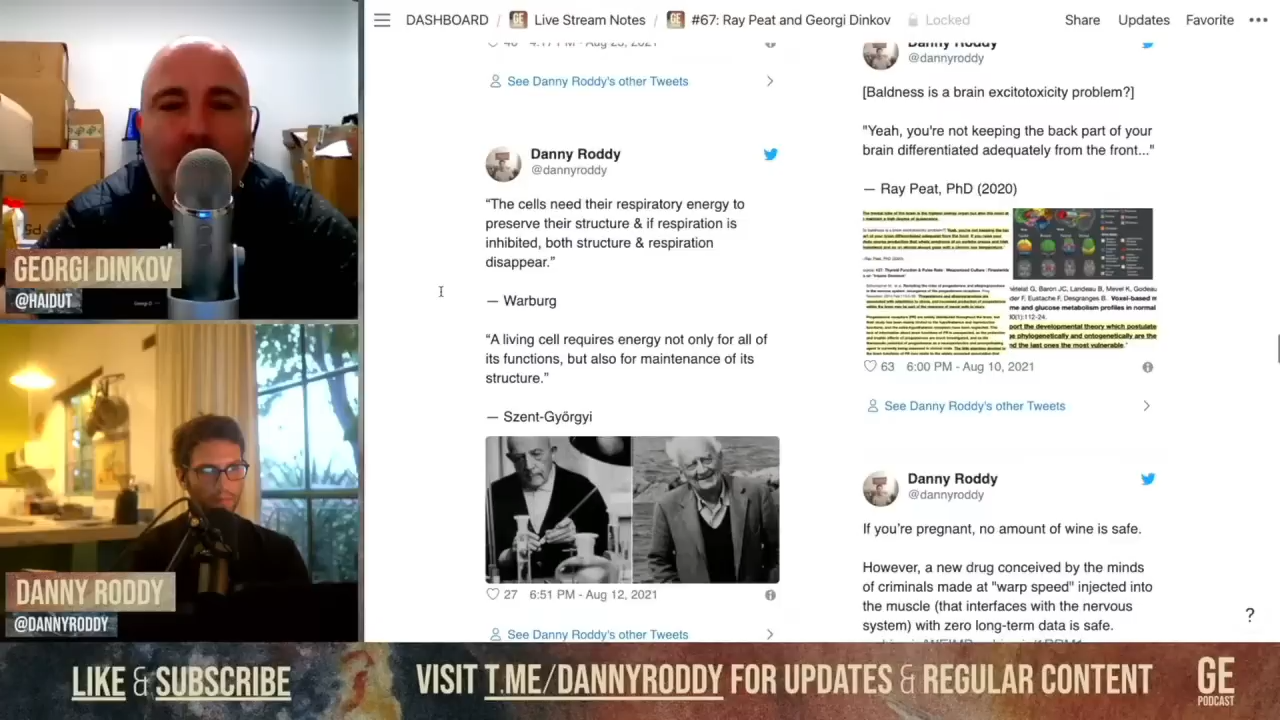 DASHBOARD / GE Live Stream Notes / GE #67: Ray Peat and Georgi Dinkov Locked
Share Updates Favorite
See Danny Roddy's other Tweets
Danny Roddy
@dannyroddy
“The cells need their respiratory energy to
preserve their structure & if respiration is
inhibited, both structure & respiration
disappear.”
— Warburg
“A living cell requires energy not only for all of
its functions, but also for maintenance of its
structure.”
— Szent-Györgyi
27 6:51 PM - Aug 12, 2021
See Danny Roddy's other Tweets
Danny Roddy
@dannyroddy
[Baldness is a brain excitotoxicity problem?]
"Yeah, you're not keeping the back part of your
brain differentiated adequately from the front..."
— Ray Peat, PhD (2020)
63 6:00 PM - Aug 10, 2021
See Danny Roddy's other Tweets
Danny Roddy
@dannyroddy
If you’re pregnant, no amount of wine is safe.
However, a new drug conceived by the minds
of criminals made at "warp speed" injected into
the muscle (that interfaces with the nervous
system) with zero long-term data is safe.
?
GEORGI DINKOV
@HAIDUT
DANNY RODDY
@DANNYRODDY
LIKE & SUBSCRIBE
VISIT T.ME/DANNYRODDY FOR UPDATES & REGULAR CONTENT
GE
PODCAST